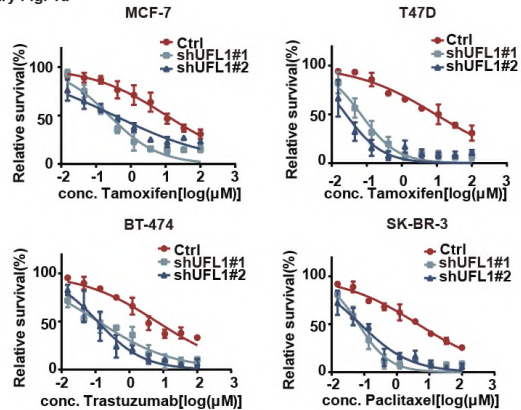 MCF-7
Relative survival(%)
100
50
0
-2 -1 0 1 2 3
conc. Tamoxifen[log(μM)]
Ctrl
shUFL1#1
shUFL1#2
T47D
Relative survival(%)
100
50
0
-2 -1 0 1 2 3
conc. Tamoxifen[log(μM)]
Ctrl
shUFL1#1
shUFL1#2
BT-474
Relative survival(%)
100
50
0
-2 -1 0 1 2 3
conc. Trastuzumab[log(μM)]
Ctrl
shUFL1#1
shUFL1#2
SK-BR-3
Relative survival(%)
100
50
0
-2 -1 0 1 2 3
conc. Paclitaxel[log(μM)]
Ctrl
shUFL1#1
shUFL1#2